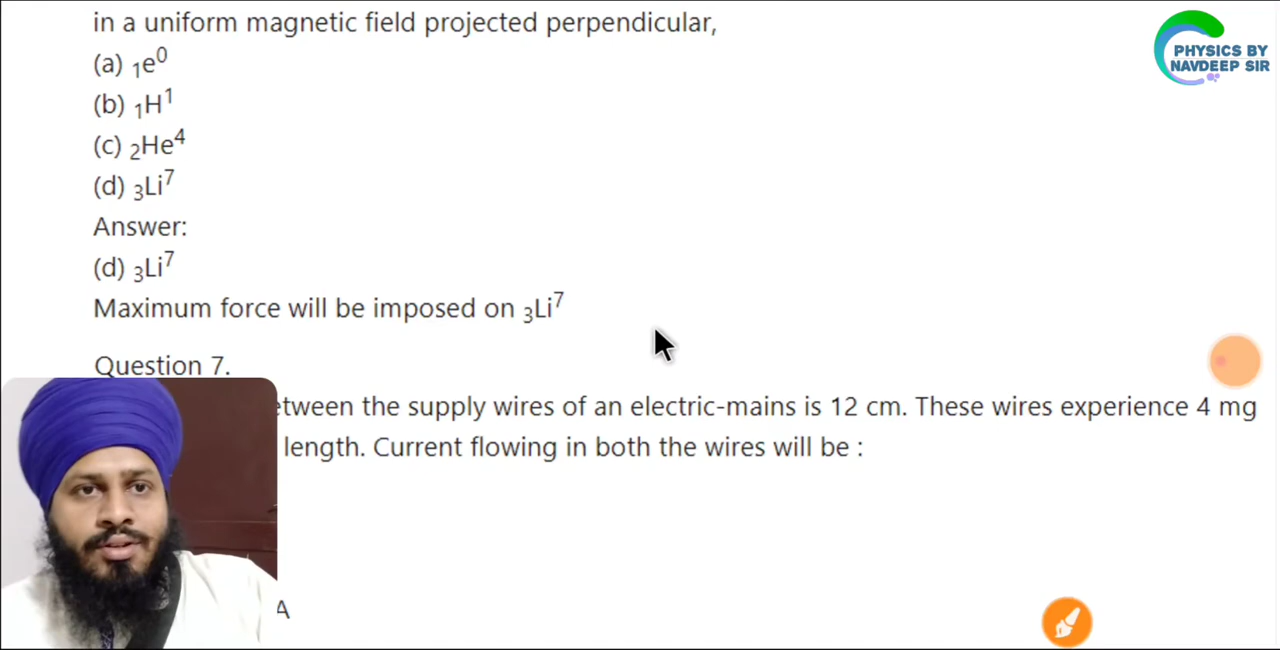 in a uniform magnetic field projected perpendicular,
(a) ₁e⁰
(b) ₁H¹
(c) ₂He⁴
(d) ₃Li⁷
Answer:
(d) ₃Li⁷
Maximum force will be imposed on ₃Li⁷
Question 7.
the supply wires of an electric-mains is 12 cm. These wires experience 4 mg
length. Current flowing in both the wires will be :
A
PHYSICS BY
NAVDEEP SIR